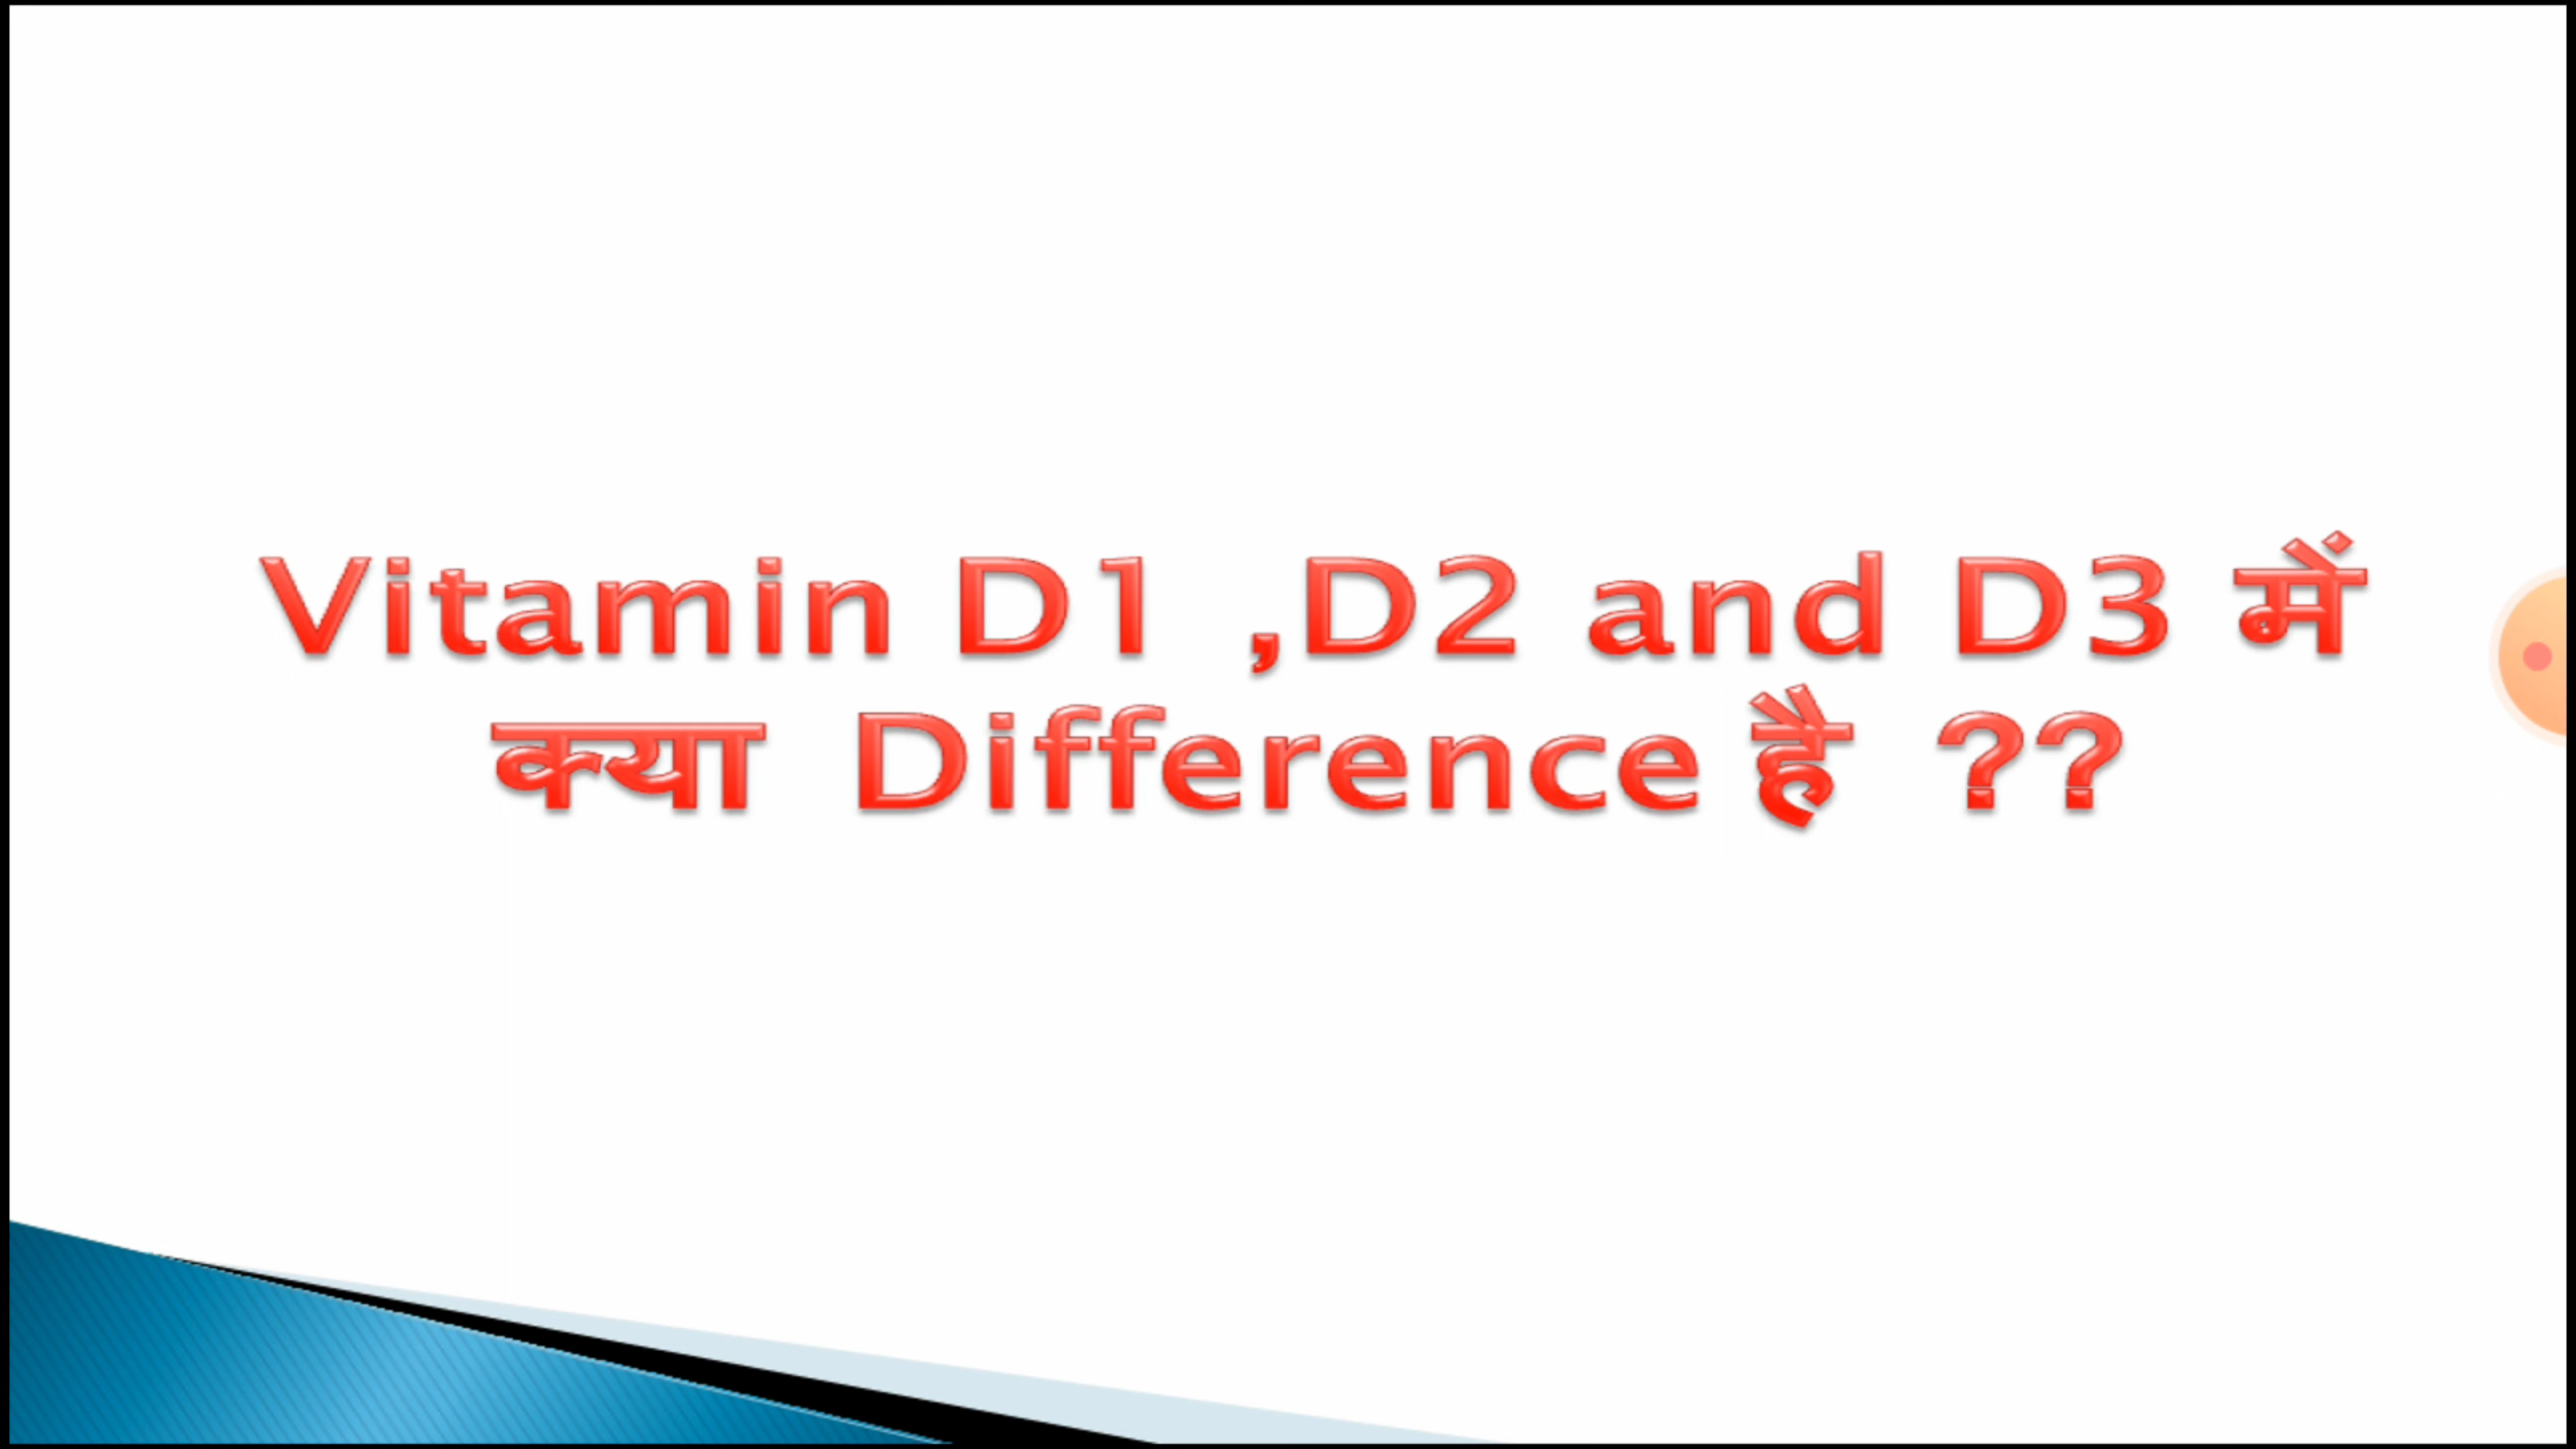 Vitamin D1 ,D2 and D3 में
क्या Difference है ??